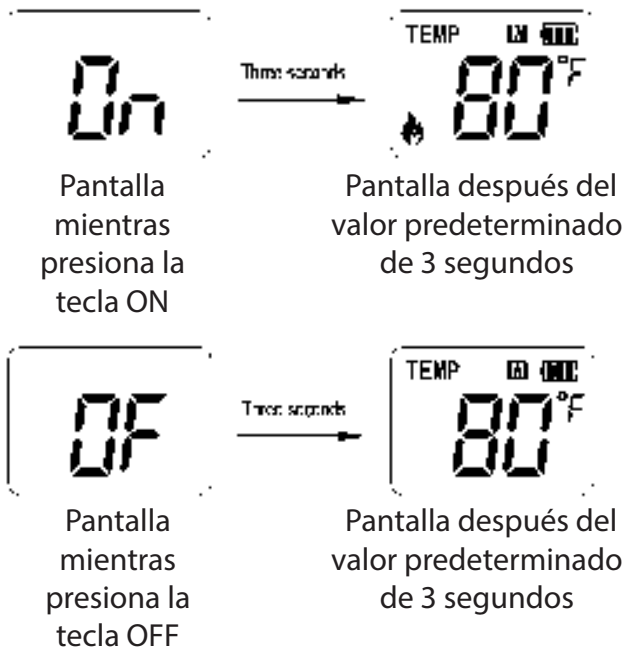 TEMP
On
Three seconds
80°F
Pantalla
mientras
presiona la
tecla ON
Pantalla después del
valor predeterminado
de 3 segundos
TEMP
OF
Three seconds
80°F
Pantalla
mientras
presiona la
tecla OFF
Pantalla después del
valor predeterminado
de 3 segundos